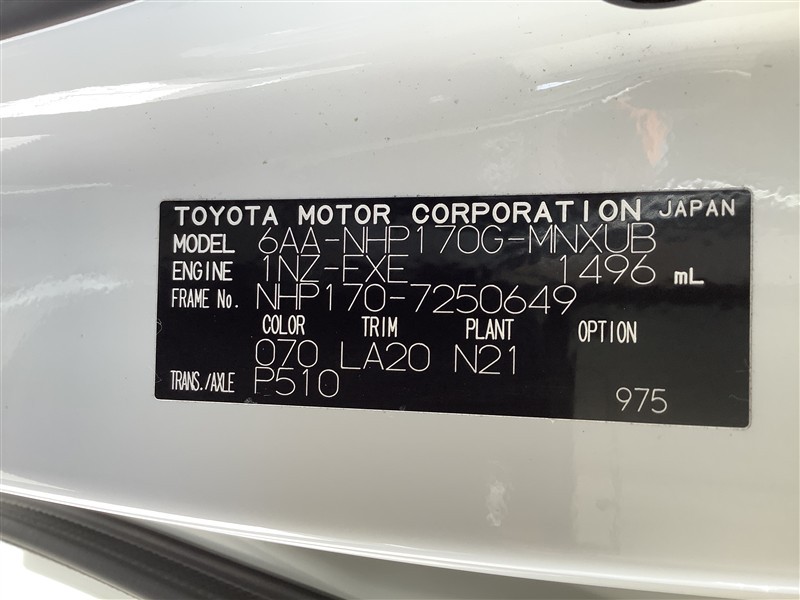 TOYOTA MOTOR CORPORATION JAPAN
MODEL 6AA-NHP170G-MNXUB
ENGINE 1NZ-FXE 1496 mL
FRAME No. NHP170-7250649
COLOR TRIM PLANT OPTION
070 LA20 N21
TRANS./AXLE P510
975